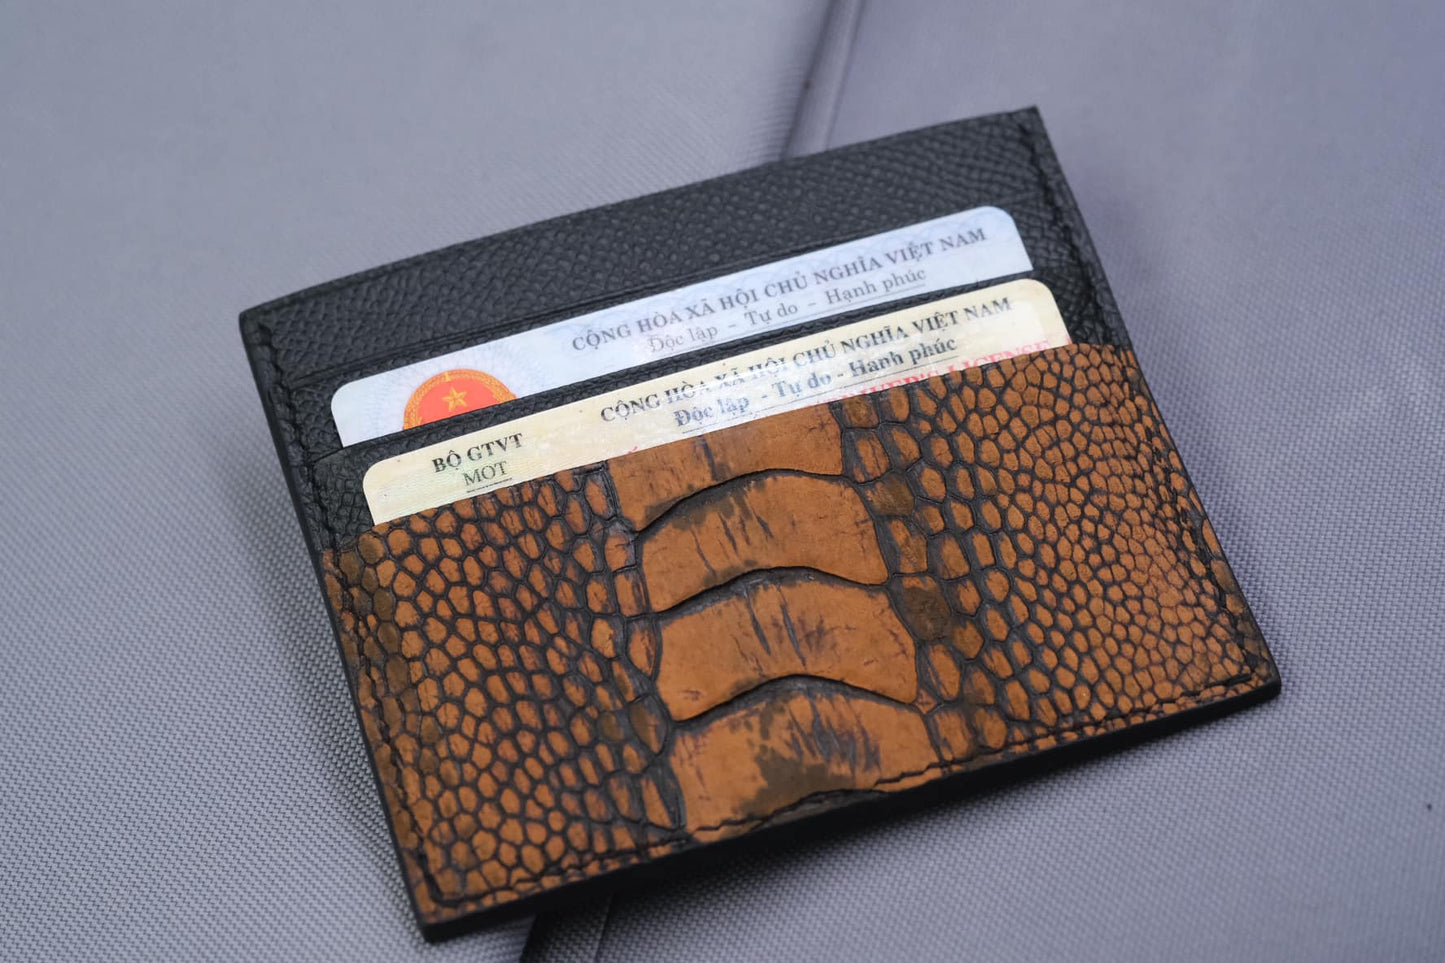 CỘNG HÒA XÃ HỘI CHỦ NGHĨA VIỆT NAM
Độc lập - Tự do - Hạnh phúc
BỘ GTVT
MOT
CỘNG HÒA XÃ HỘI CHỦ NGHĨA VIỆT NAM
Độc lập - Tự do - Hạnh phúc
LICENSE